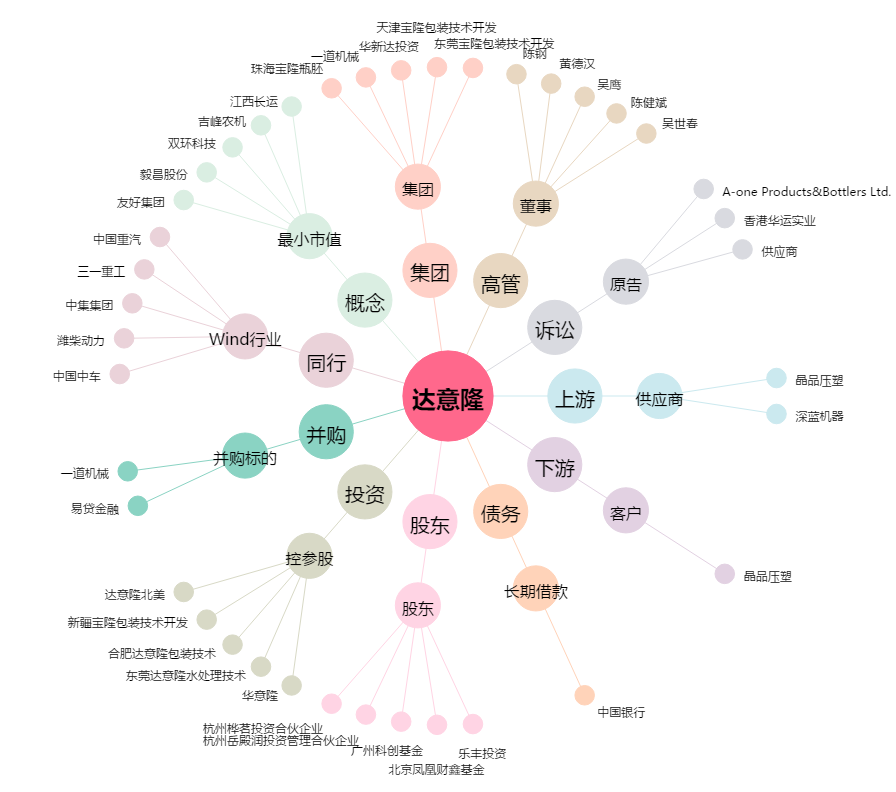 天津宝隆包装技术开发
华新达投资
东莞宝隆包装技术开发
一道机械
珠海宝隆瓶胚
陈钢
黄德汉
吴鹰
陈健斌
吴世春
江西长运
吉峰农机
双环科技
毅昌股份
友好集团
集团
董事
A-one Products&Bottlers Ltd.
香港华运实业
供应商
最小市值
中国重汽
三一重工
中集集团
潍柴动力
中国中车
集团
高管
原告
概念
诉讼
Wind行业
同行
达意隆
上游
供应商
晶品压塑
深蓝机器
并购
并购标的
一道机械
易贷金融
下游
客户
晶品压塑
投资
股东
债务
控参股
长期借款
股东
达意隆北美
新疆宝隆包装技术开发
合肥达意隆包装技术
东莞达意隆水处理技术
华意隆
中国银行
杭州桦茗投资合伙企业
杭州岳殿润投资管理合伙企业
广州科创基金
北京凤凰财鑫基金
乐丰投资